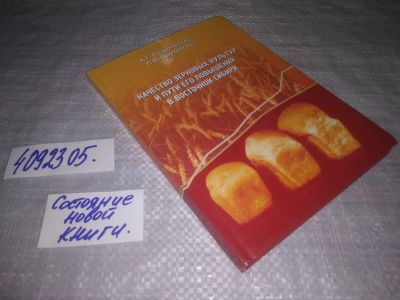 КАЧЕСТВО ЗЕРНОВЫХ КУЛЬТУР
И ПУТИ ЕГО ПОВЫШЕНИЯ
В ВОСТОЧНОЙ СИБИРИ
4092305.
Состояние
новой
книги.